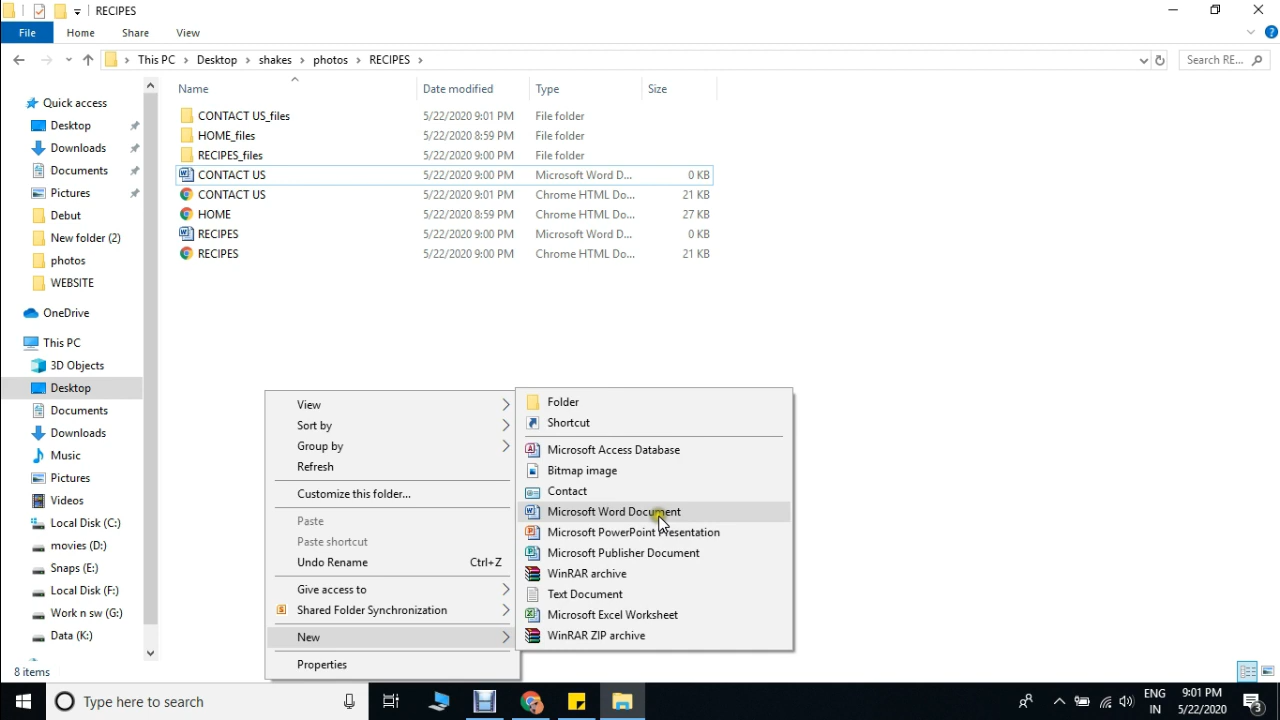 RECIPES
File Home Share View
This PC Desktop shakes photos RECIPES Search RE...
Name Date modified Type Size
Quick access
Desktop
Downloads
Documents
Pictures
Debut
New folder (2)
photos
WEBSITE
OneDrive
This PC
3D Objects
Desktop
Documents
Downloads
Music
Pictures
Videos
Local Disk (C:)
movies (D:)
Snaps (E:)
Local Disk (F:)
Work n sw (G:)
Data (K:)
CONTACT US_files 5/22/2020 9:01 PM File folder
HOME_files 5/22/2020 8:59 PM File folder
RECIPES_files 5/22/2020 9:00 PM File folder
CONTACT US 5/22/2020 9:00 PM Microsoft Word D... 0 KB
CONTACT US 5/22/2020 9:01 PM Chrome HTML Do... 21 KB
HOME 5/22/2020 8:59 PM Chrome HTML Do... 27 KB
RECIPES 5/22/2020 9:00 PM Microsoft Word D... 0 KB
RECIPES 5/22/2020 9:00 PM Chrome HTML Do... 21 KB
View
Sort by
Group by
Refresh
Customize this folder...
Paste
Paste shortcut
Undo Rename Ctrl+Z
Give access to
Shared Folder Synchronization
New
Properties
Folder
Shortcut
Microsoft Access Database
Bitmap image
Contact
Microsoft Word Document
Microsoft PowerPoint Presentation
Microsoft Publisher Document
WinRAR archive
Text Document
Microsoft Excel Worksheet
WinRAR ZIP archive
8 items
Type here to search
ENG 9:01 PM
IN 5/22/2020 3